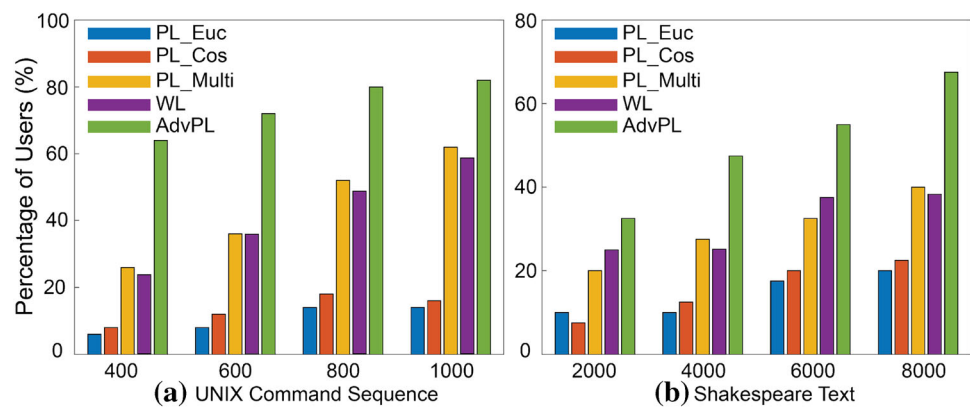 Percentage of Users (%)
100
80
60
40
20
0
PL_Euc
PL_Cos
PL_Multi
WL
AdvPL
400 600 800 1000
(a) UNIX Command Sequence
80
60
40
20
0
PL_Euc
PL_Cos
PL_Multi
WL
AdvPL
2000 4000 6000 8000
(b) Shakespeare Text